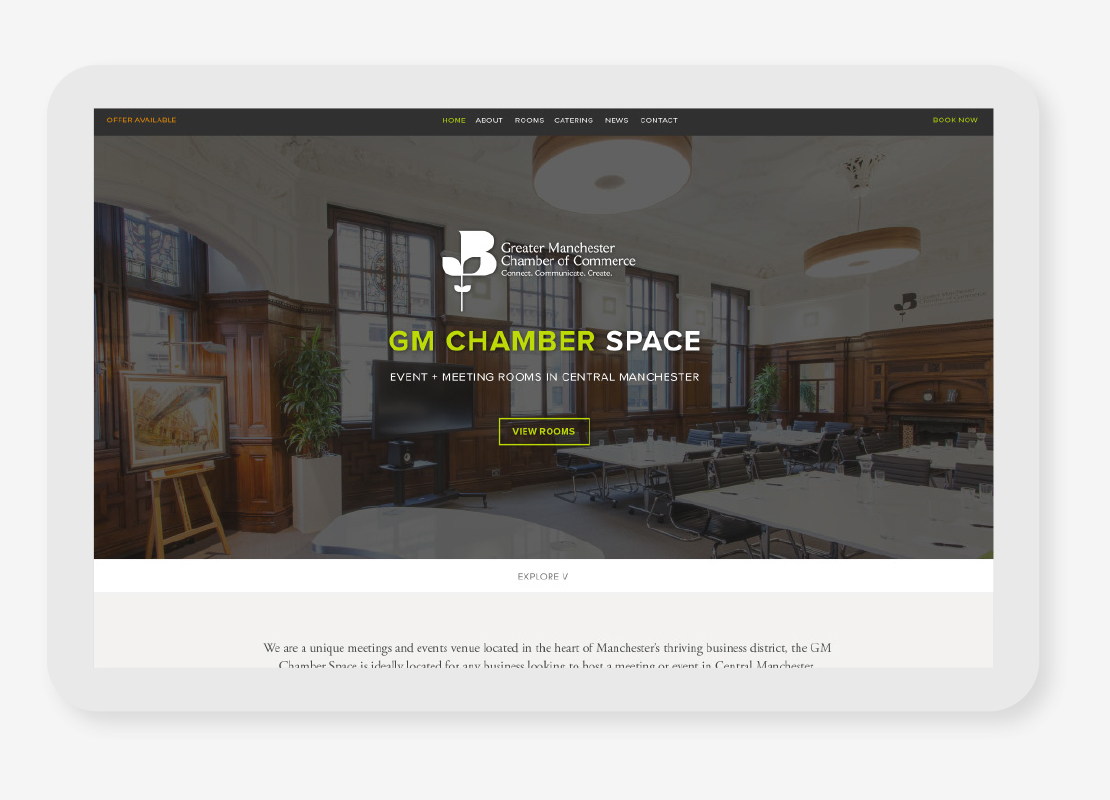 OFFER AVAILABLE
HOME ABOUT ROOMS CATERING NEWS CONTACT
BOOK NOW
Greater Manchester
Chamber of Commerce
Connect. Communicate. Create.
GM CHAMBER SPACE
EVENT + MEETING ROOMS IN CENTRAL MANCHESTER
VIEW ROOMS
EXPLORE V
We are a unique meetings and events venue located in the heart of Manchester's thriving business district, the GM
Chamber Space is ideally located for any business looking to host a meeting or event in Central Manchester